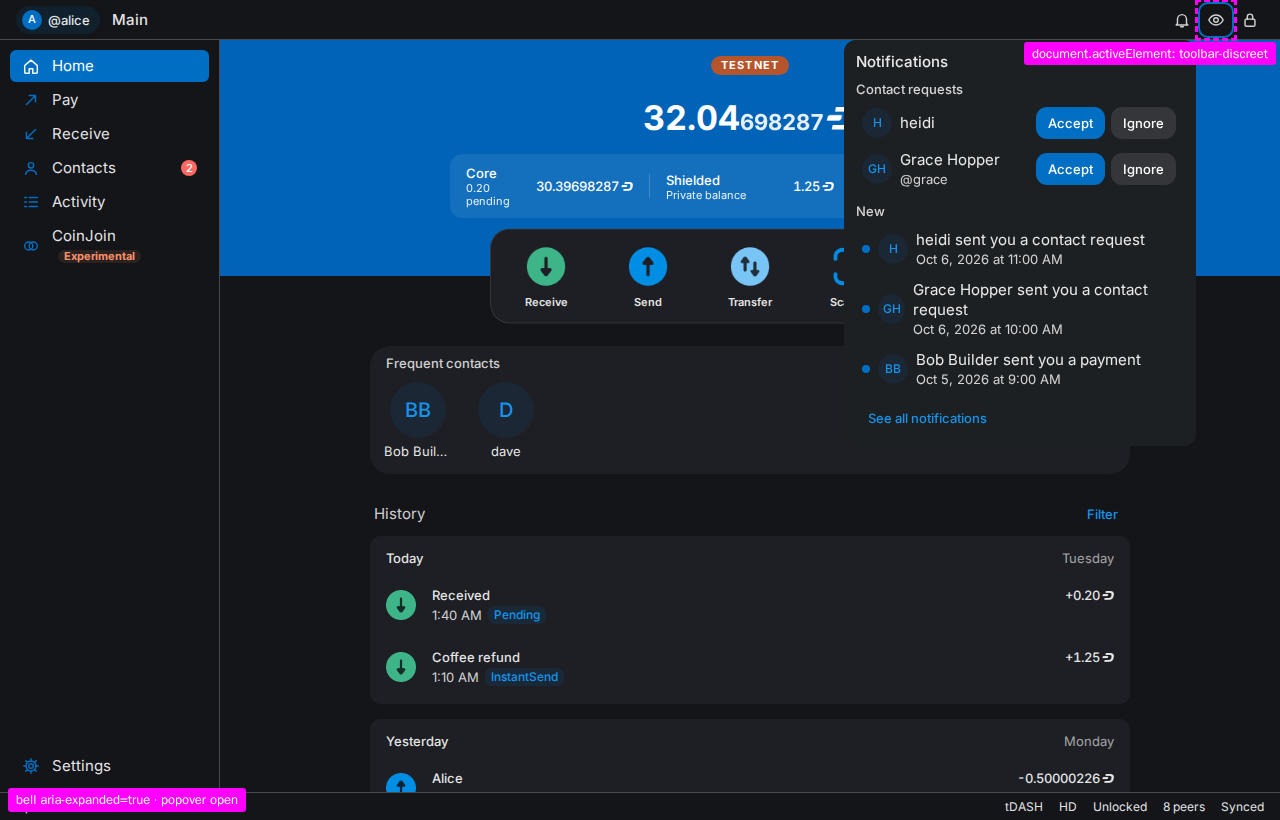 A @alice Main
document.activeElement: toolbar-discreet
Home
Pay
Receive
Contacts 2
Activity
CoinJoin
Experimental
Settings
bell aria-expanded=true · popover open
TESTNET
32.04698287
Core
0.20
pending
30.39698287
Shielded
Private balance
1.25
Receive
Send
Transfer
Notifications
Contact requests
H heidi Accept Ignore
GH Grace Hopper
@grace
Accept Ignore
New
H heidi sent you a contact request
Oct 6, 2026 at 11:00 AM
GH Grace Hopper sent you a contact
request
Oct 6, 2026 at 10:00 AM
BB Bob Builder sent you a payment
Oct 5, 2026 at 9:00 AM
See all notifications
Frequent contacts
BB D
Bob Buil... dave
History Filter
Today Tuesday
Received +0.20
1:40 AM Pending
Coffee refund +1.25
1:10 AM InstantSend
Yesterday Monday
Alice -0.50000226
tDASH HD Unlocked 8 peers Synced